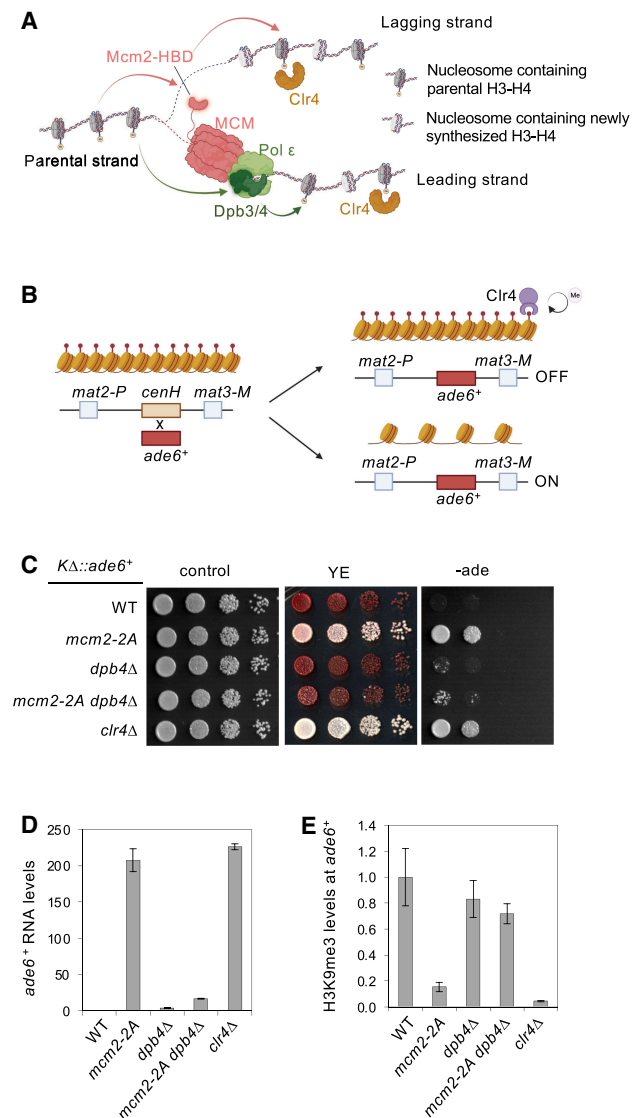 A
Lagging strand
Mcm2-HBD
Clr4
Nucleosome containing
parental H3-H4
MCM
Nucleosome containing newly
synthesized H3-H4
Parental strand
Pol ε
Leading strand
Dpb3/4
Clr4
B
Clr4
Me
mat2-P
mat3-M
OFF
ade6+
mat2-P
cenH
mat3-M
x
ade6+
mat2-P
mat3-M
ON
ade6+
C
KΔ::ade6+
control
YE
-ade
WT
mcm2-2A
dpb4Δ
mcm2-2A dpb4Δ
clr4Δ
D
ade6+ RNA levels
250
200
150
100
50
0
WT
mcm2-2A
dpb4Δ
mcm2-2A dpb4Δ
clr4Δ
E
H3K9me3 levels at ade6+
1.4
1.2
1.0
0.8
0.6
0.4
0.2
0.0
WT
mcm2-2A
dpb4Δ
mcm2-2A dpb4Δ
clr4Δ